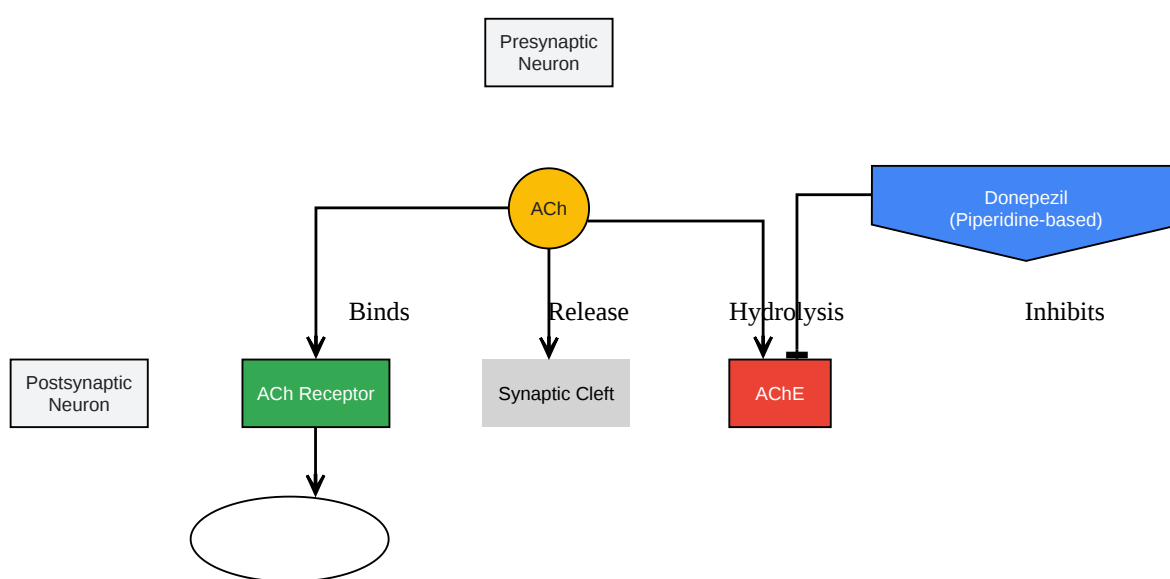 Presynaptic
Neuron
ACh
Donepezil
(Piperidine-based)
Binds
Release
Hydrolysis
Inhibits
Postsynaptic
Neuron
ACh Receptor
Synaptic Cleft
AChE